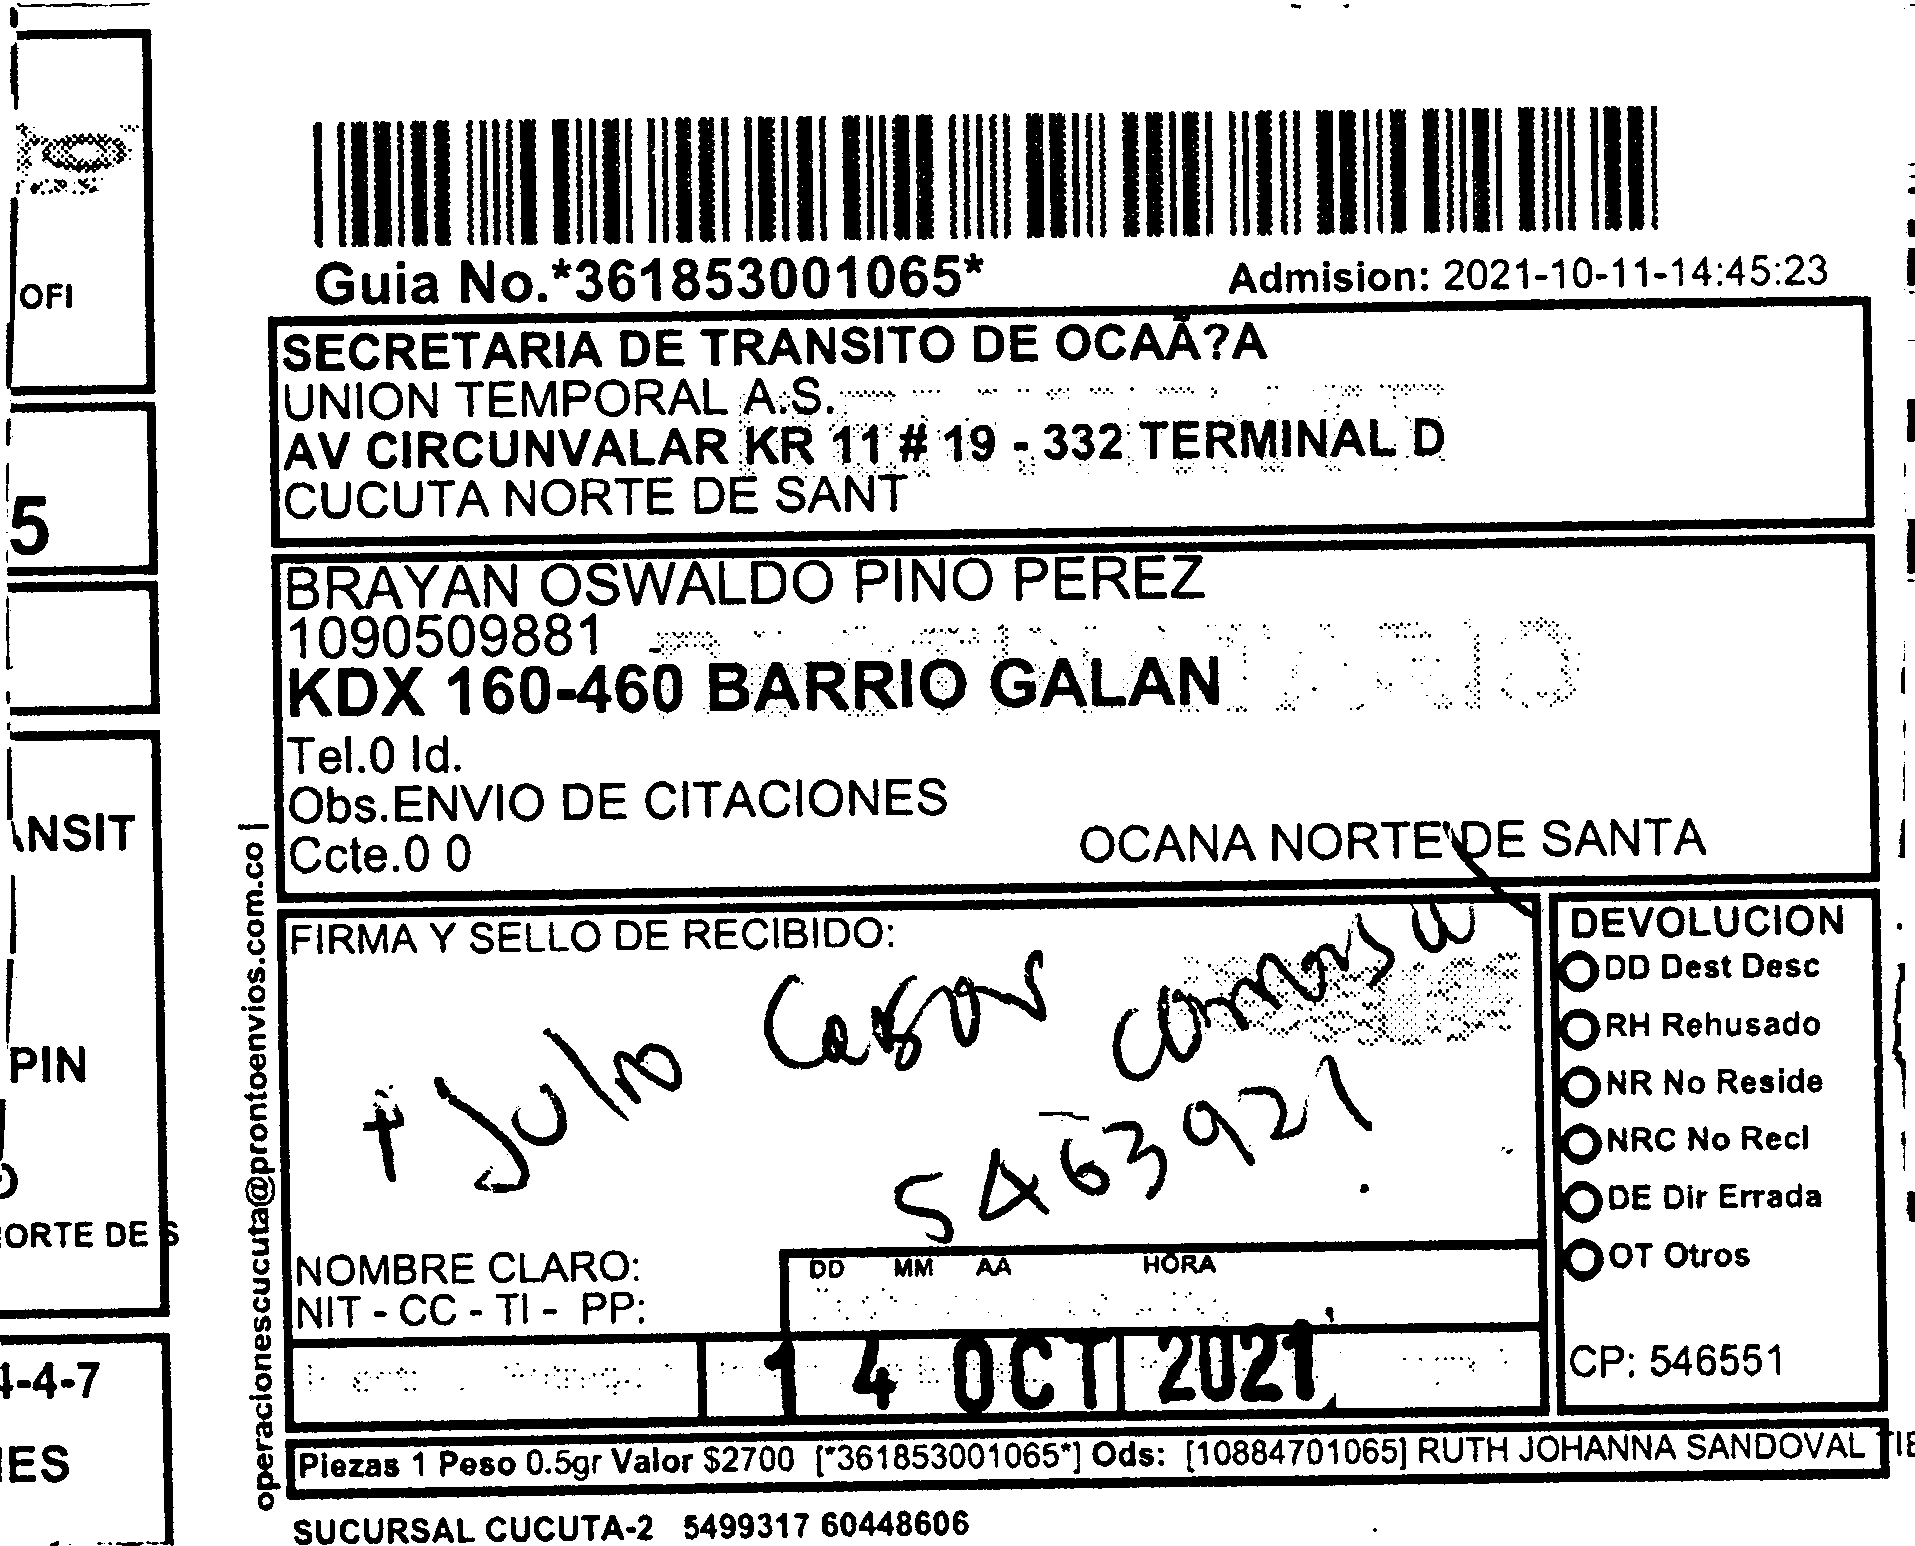 OFI
5
NSIT
PIN
ORTE DE S
4-4-7
IES
Guia No.*361853001065*
Admision: 2021-10-11-14:45:23
SECRETARIA DE TRANSITO DE OCAÃ?A
UNION TEMPORAL A.S.
AV CIRCUNVALAR KR 11 # 19 - 332 TERMINAL D
CUCUTA NORTE DE SANT
BRAYAN OSWALDO PINO PEREZ
1090509881
KDX 160-460 BARRIO GALAN
Tel.0 Id.
Obs.ENVIO DE CITACIONES
Ccte.0 0
OCANA NORTE DE SANTA
operacionescucuta@prontoenvios.com.co |
FIRMA Y SELLO DE RECIBIDO:
Julio Cesar
5463921
NOMBRE CLARO:
NIT - CC - TI - PP:
DD MM AA HORA
14 OCT 2021
DEVOLUCION
DD Dest Desc
RH Rehusado
NR No Reside
NRC No Recl
DE Dir Errada
OT Otros
CP: 546551
Piezas 1 Peso 0.5gr Valor $2700 [*361853001065*] Ods: [10884701065] RUTH JOHANNA SANDOVAL TIE
SUCURSAL CUCUTA-2 5499317 60448606